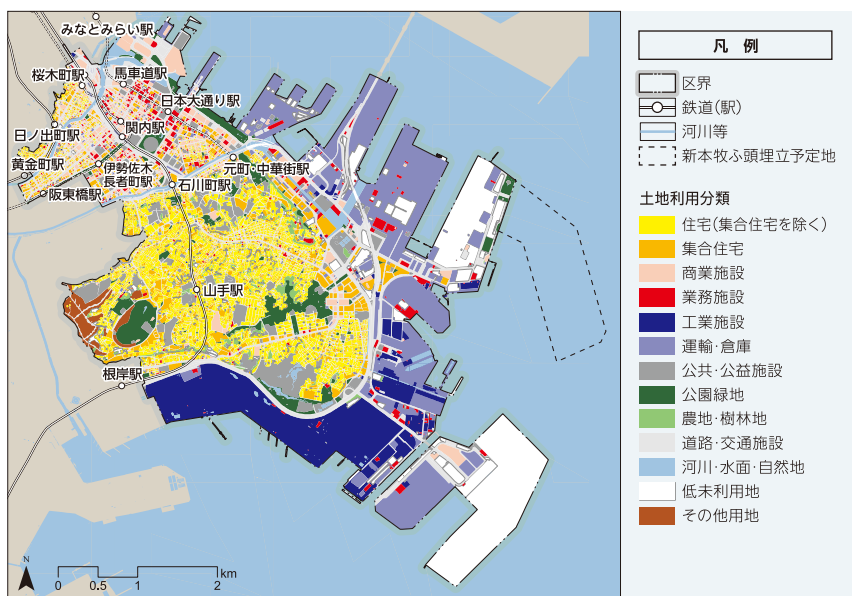 みなとみらい駅
桜木町駅
馬車道駅
日本大通り駅
日ノ出町駅
関内駅
黄金町駅
伊勢佐木
長者町駅
元町・中華街駅
阪東橋駅
石川町駅
山手駅
根岸駅
N
0 0.5 1 2
km
凡 例
区界
鉄道(駅)
河川等
新本牧ふ頭埋立予定地
土地利用分類
住宅(集合住宅を除く)
集合住宅
商業施設
業務施設
工業施設
運輸・倉庫
公共・公益施設
公園緑地
農地・樹林地
道路・交通施設
河川・水面・自然地
低未利用地
その他用地